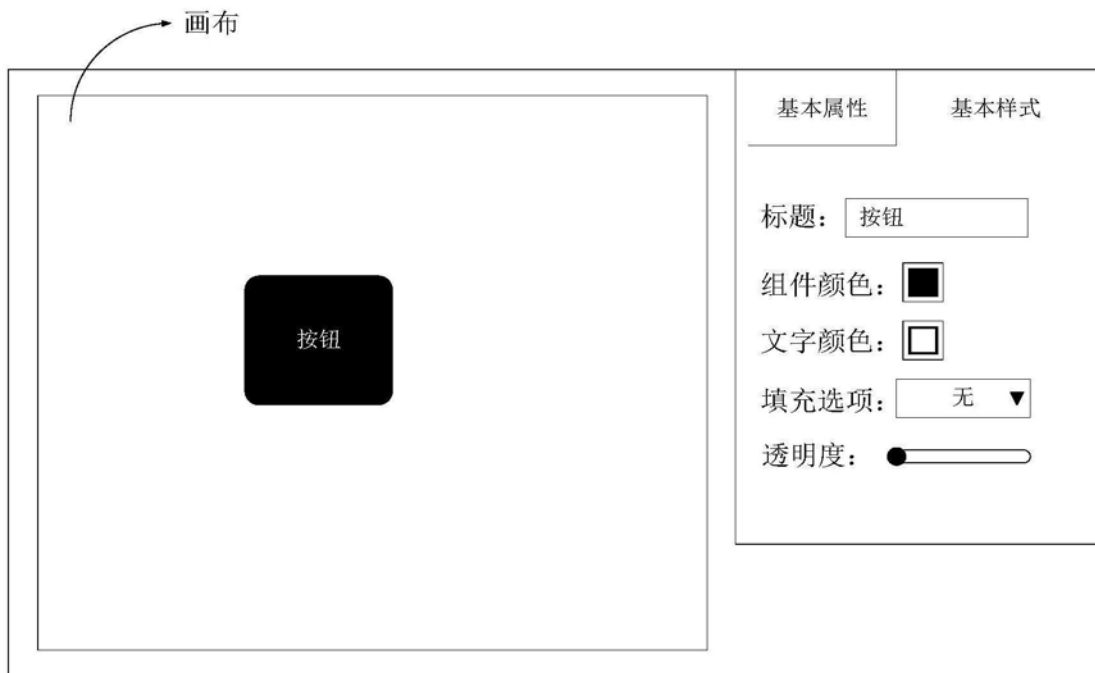 画布
基本属性
基本样式
标题：
按钮
组件颜色：
文字颜色：
填充选项：
无
透明度：
按钮